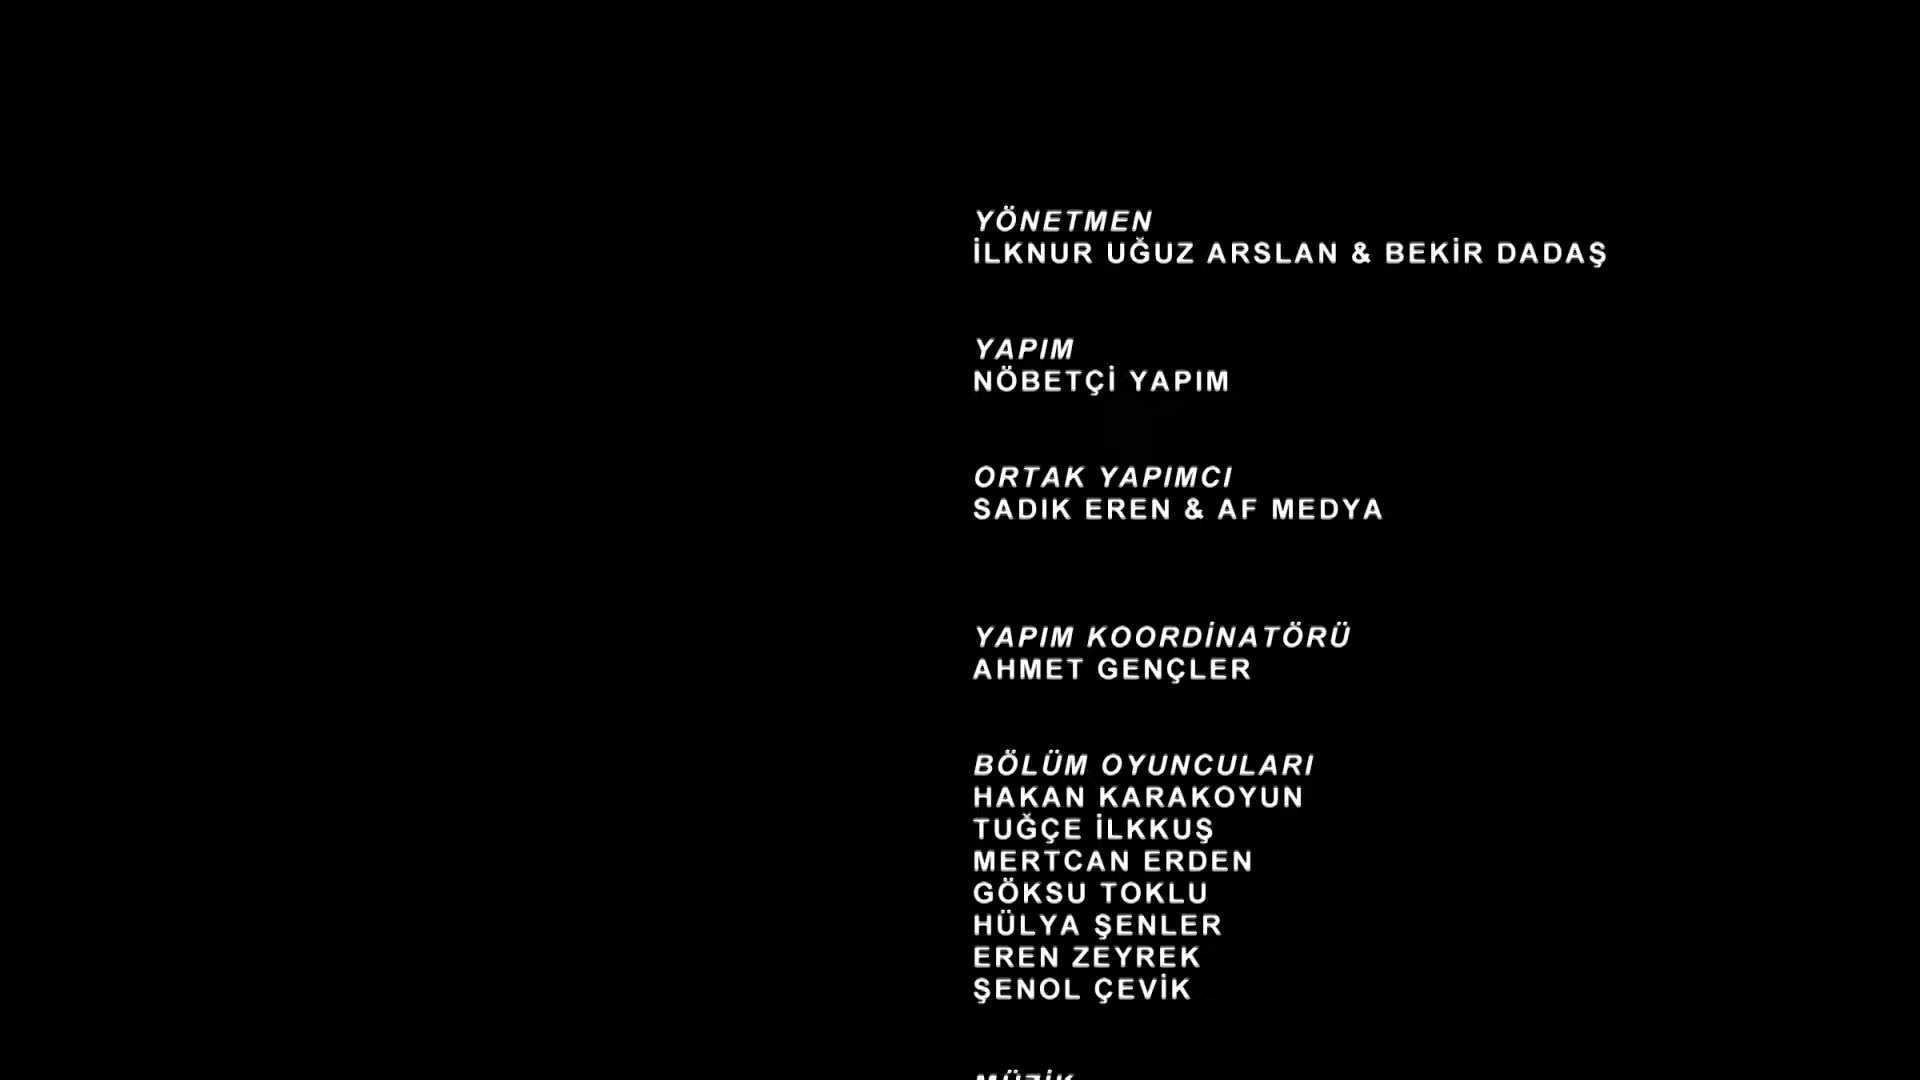 YÖNETMEN
İLKNUR UĞUZ ARSLAN & BEKİR DADAŞ
YAPIM
NÖBETÇİ YAPIM
ORTAK YAPIMCI
SADIK EREN & AF MEDYA
YAPIM KOORDİNATÖRÜ
AHMET GENÇLER
BÖLÜM OYUNCULARI
HAKAN KARAKOYUN
TUĞÇE İLKKUŞ
MERTCAN ERDEN
GÖKSU TOKLU
HÜLYA ŞENLER
EREN ZEYREK
ŞENOL ÇEVİK
MÜZİK